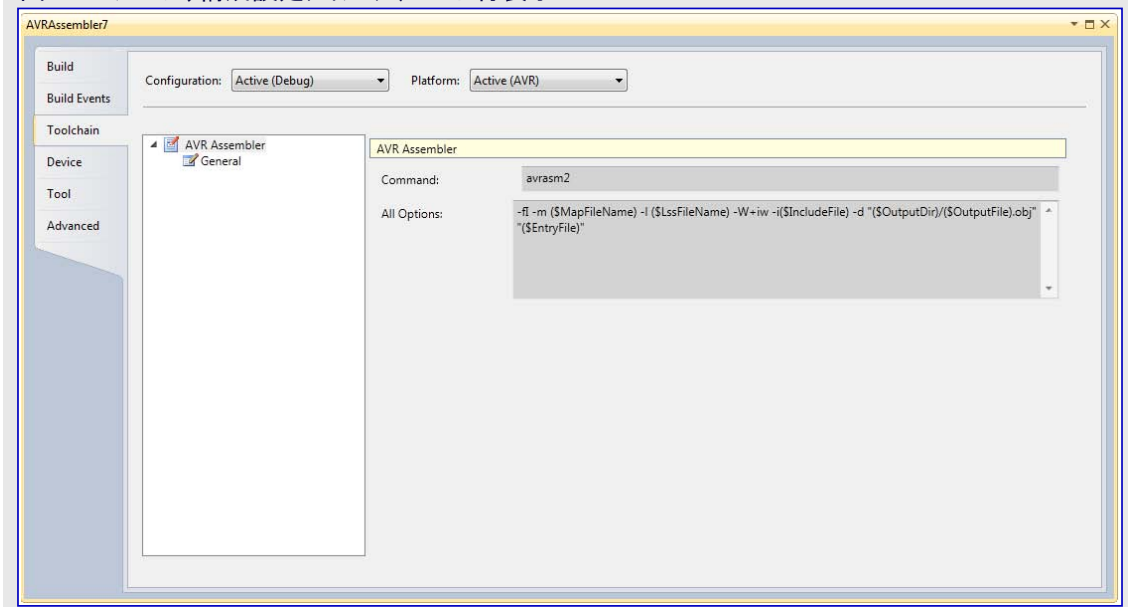 AVRAssembler7
Build
Build Events
Toolchain
Device
Tool
Advanced
Configuration: Active (Debug) Platform: Active (AVR)
AVR Assembler
General
AVR Assembler
Command: avrasm2
All Options: -fI -m ($MapFileName) -l ($LssFileName) -W+iw -i($IncludeFile) -d "($OutputDir)/($OutputFile).obj"
"($EntryFile)"